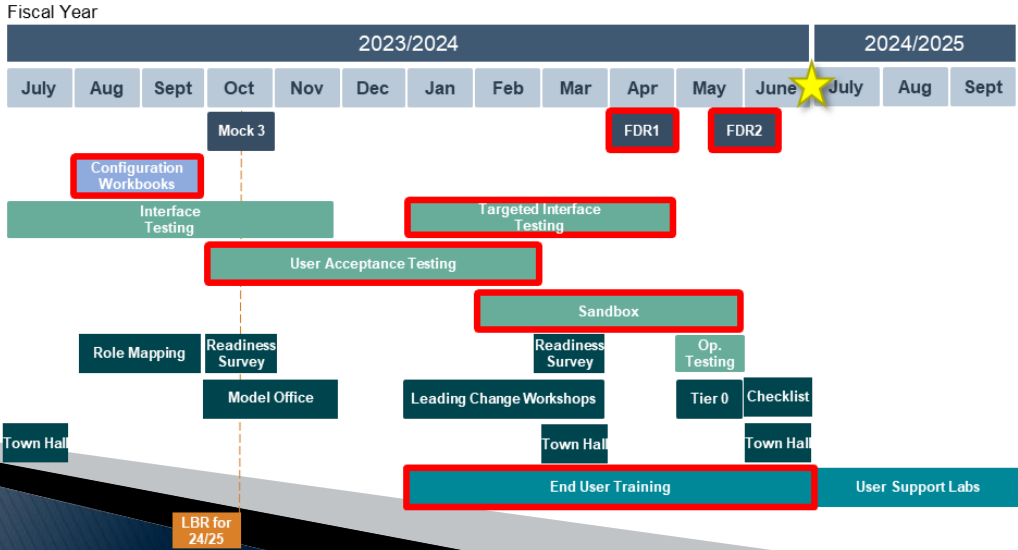 Fiscal Year
2023/2024
2024/2025
July
Aug
Sept
Oct
Nov
Dec
Jan
Feb
Mar
Apr
May
June
July
Aug
Sept
Mock 3
FDR1
FDR2
Configuration
Workbooks
Interface
Testing
Targeted Interface
Testing
User Acceptance Testing
Sandbox
Role Mapping
Readiness
Survey
Readiness
Survey
Op.
Testing
Model Office
Leading Change Workshops
Tier 0
Checklist
Town Hall
Town Hall
Town Hall
End User Training
User Support Labs
LBR for
24/25